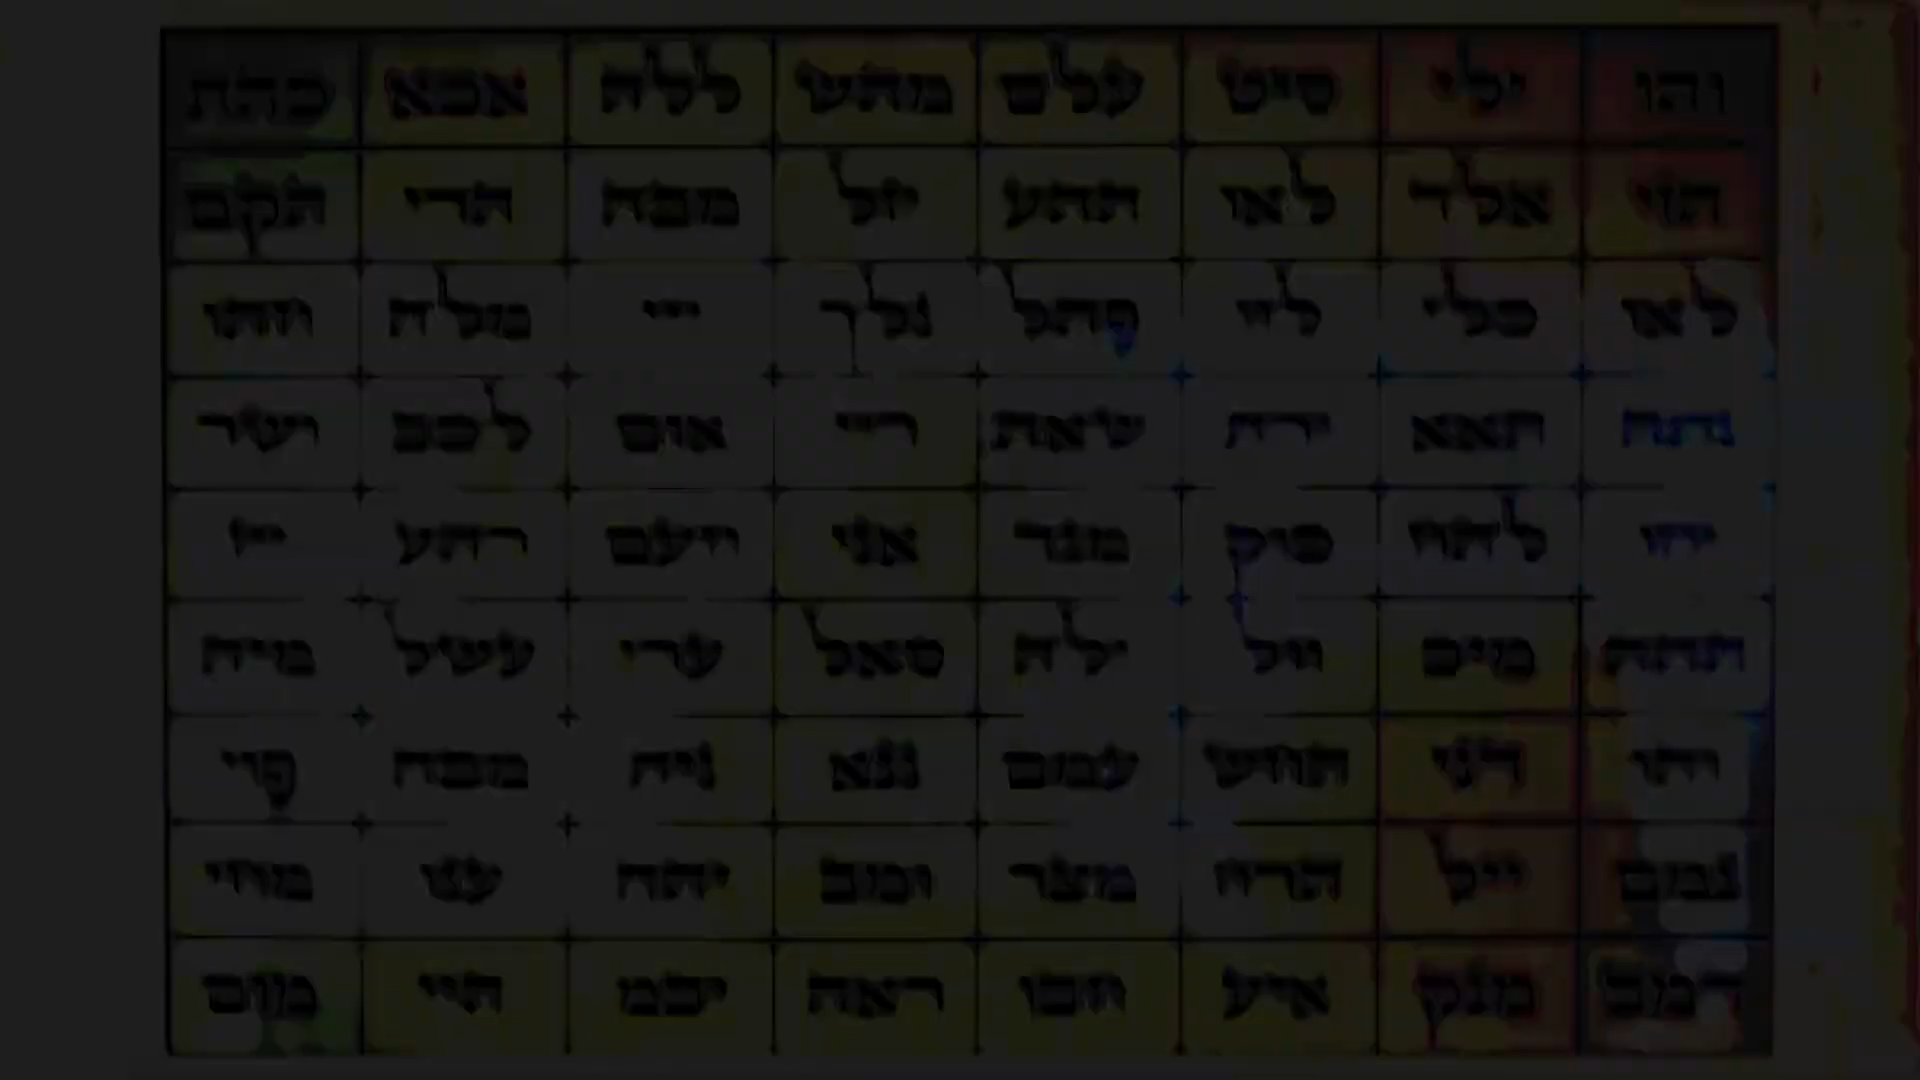 והו ילי סיט עלם מהש ללה אכא כהת
הזי אלד לאו ההע יזל מבה הרי הקם
לאו כלי לוו פהל נלך ייי מלה חהו
נתה האא ירת שאה ריי אום לכב ושר
יחו להח כוק מנד אני חעם רהע ייז
ההה מיכ וול ילה סאל ערי עשל מיה
והו דני החש עמם ננא נית מבה פוי
נמם ייל הרח מצר ומב יהה ענו מחי
דמב מנק איע חבו ראה יבמ היי מום